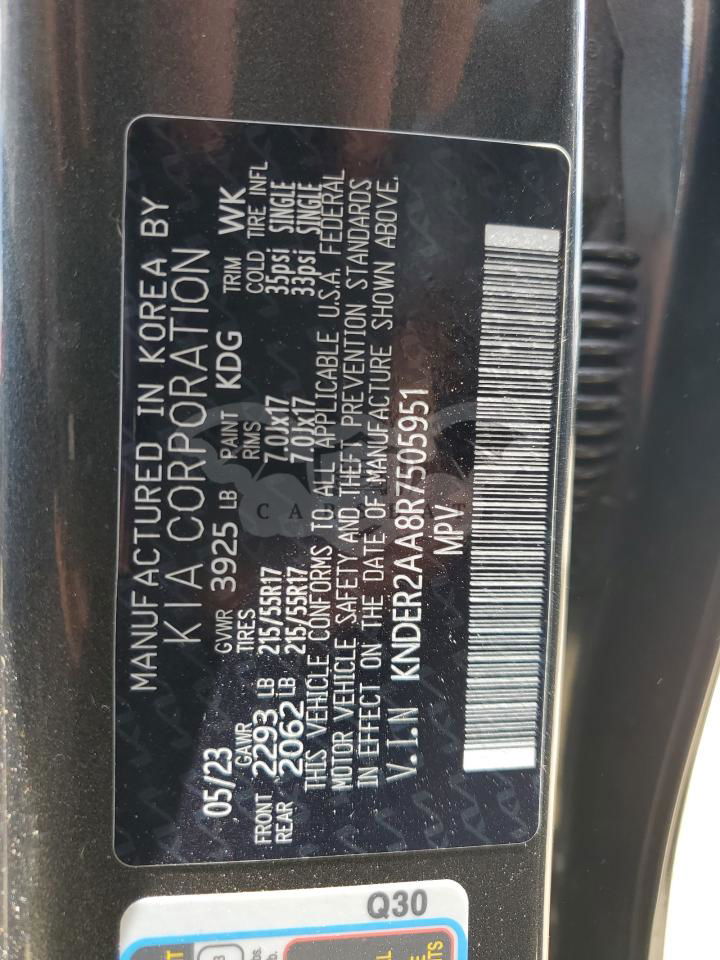 MANUFACTURED IN KOREA BY
KIA CORPORATION
05/23 GVWR 3925 LB PAINT KDG TRIM WK
GAWR TIRES RMS COLD TIRE INFL
FRONT 2293 LB 215/55R17 7.0Jx17 35psi SINGLE
REAR 2062 LB 215/55R17 7.0Jx17 33psi SINGLE
THIS VEHICLE CONFORMS TO ALL APPLICABLE U.S.A. FEDERAL
MOTOR VEHICLE SAFETY AND THEFT PREVENTION STANDARDS
IN EFFECT ON THE DATE OF MANUFACTURE SHOWN ABOVE.
V.I.N KNDER2AA8R7505951
MPV
Q30